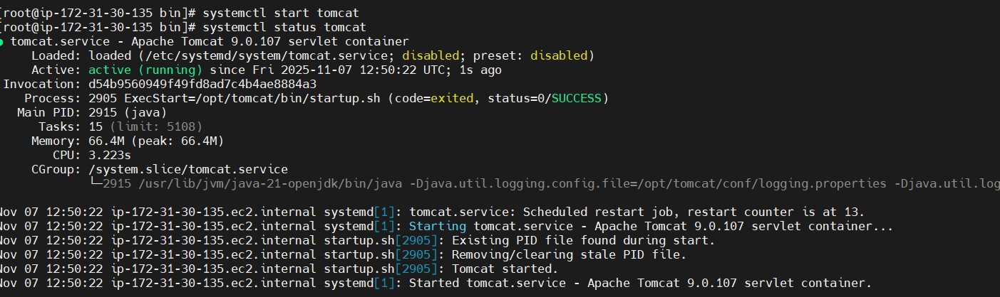 [root@ip-172-31-30-135 bin]# systemctl start tomcat
[root@ip-172-31-30-135 bin]# systemctl status tomcat
● tomcat.service - Apache Tomcat 9.0.107 servlet container
Loaded: loaded (/etc/systemd/system/tomcat.service; disabled; preset: disabled)
Active: active (running) since Fri 2025-11-07 12:50:22 UTC; 1s ago
Invocation: d54b9560949f49fd8ad7c4b4ae8884a3
Process: 2905 ExecStart=/opt/tomcat/bin/startup.sh (code=exited, status=0/SUCCESS)
Main PID: 2915 (java)
Tasks: 15 (limit: 5108)
Memory: 66.4M (peak: 66.4M)
CPU: 3.223s
CGroup: /system.slice/tomcat.service
└─2915 /usr/lib/jvm/java-21-openjdk/bin/java -Djava.util.logging.config.file=/opt/tomcat/conf/logging.properties -Djava.util.log
Nov 07 12:50:22 ip-172-31-30-135.ec2.internal systemd[1]: tomcat.service: Scheduled restart job, restart counter is at 13.
Nov 07 12:50:22 ip-172-31-30-135.ec2.internal systemd[1]: Starting tomcat.service - Apache Tomcat 9.0.107 servlet container...
Nov 07 12:50:22 ip-172-31-30-135.ec2.internal startup.sh[2905]: Existing PID file found during start.
Nov 07 12:50:22 ip-172-31-30-135.ec2.internal startup.sh[2905]: Removing/clearing stale PID file.
Nov 07 12:50:22 ip-172-31-30-135.ec2.internal startup.sh[2905]: Tomcat started.
Nov 07 12:50:22 ip-172-31-30-135.ec2.internal systemd[1]: Started tomcat.service - Apache Tomcat 9.0.107 servlet container.